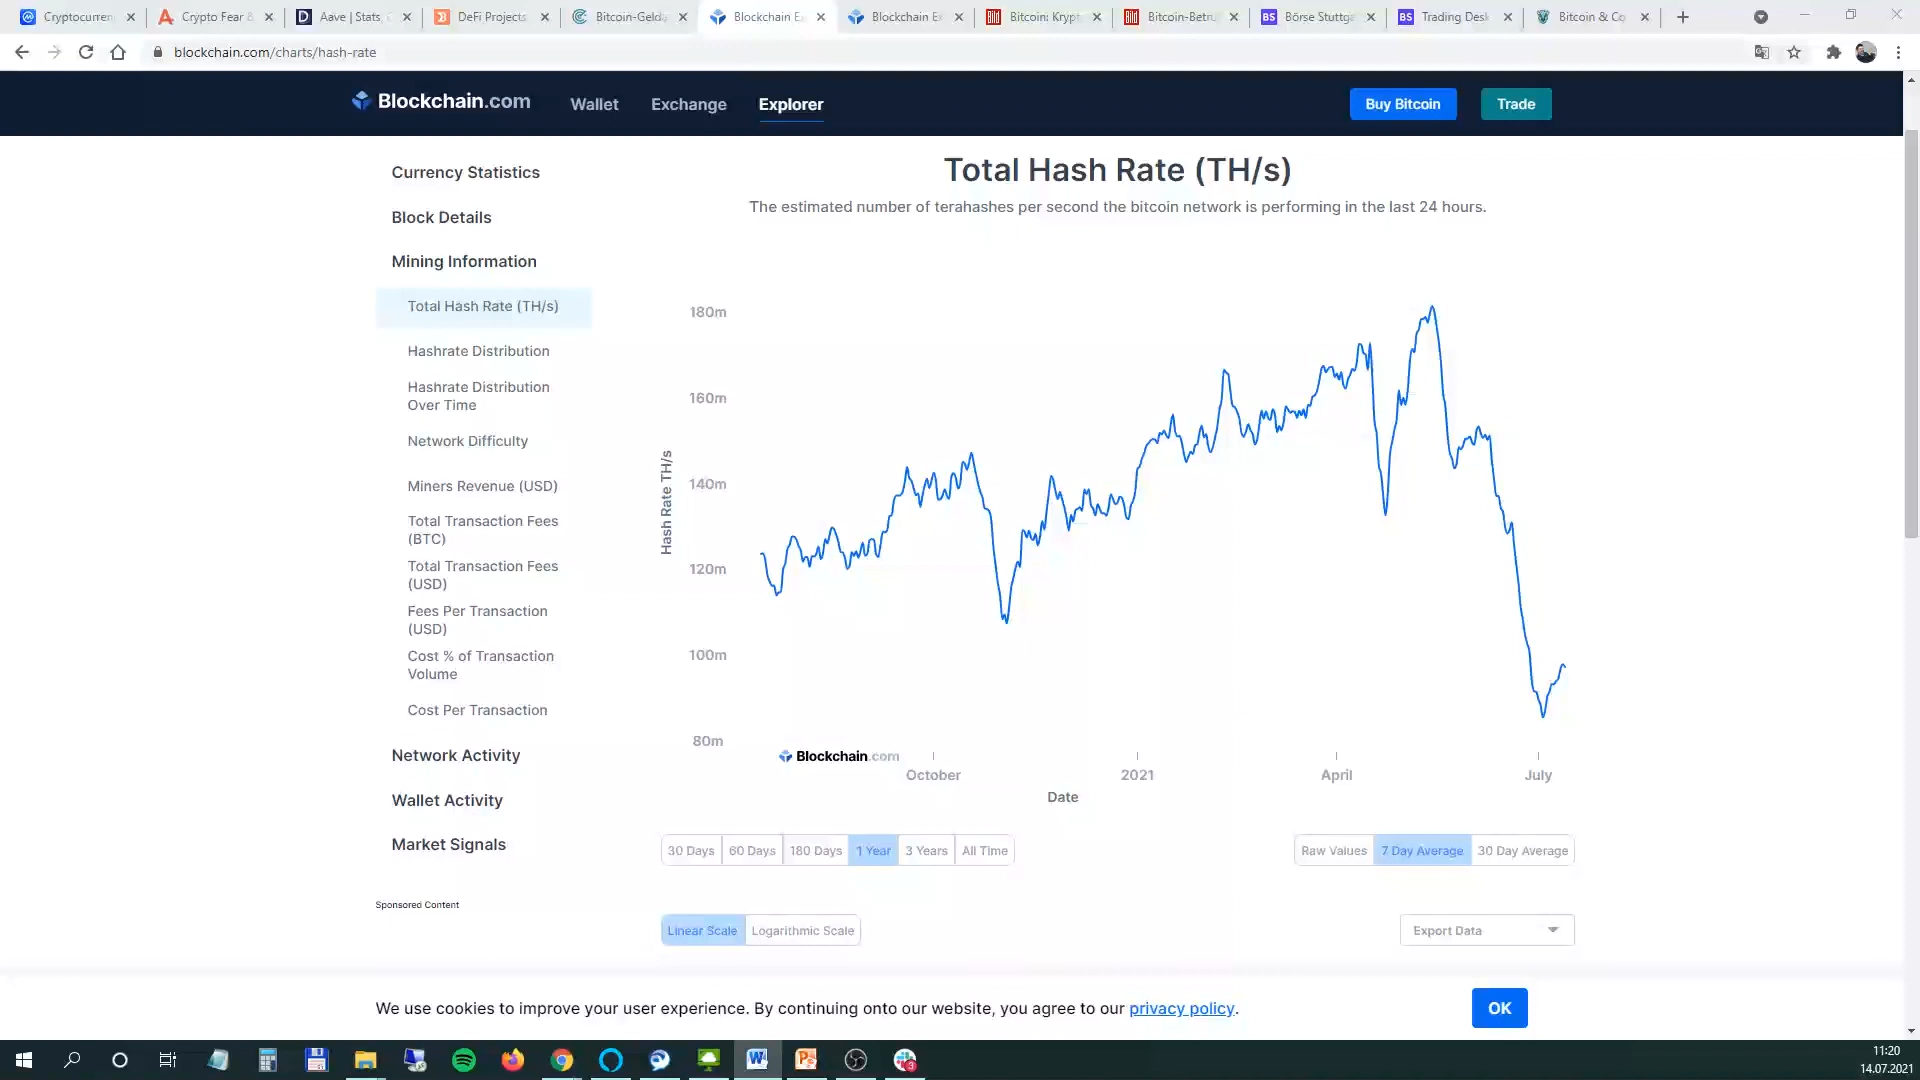 Cryptocurren
Crypto Fear &
Aave | Stats,
DeFi Projects
Bitcoin-Geld
Blockchain E
Blockchain E
Bitcoin: Krypt
Bitcoin-Betru
Börse Stuttga
Trading Desk
Bitcoin & Co
blockchain.com/charts/hash-rate
Blockchain.com
Wallet
Exchange
Explorer
Buy Bitcoin
Trade
Currency Statistics
Block Details
Mining Information
Total Hash Rate (TH/s)
Hashrate Distribution
Hashrate Distribution
Over Time
Network Difficulty
Miners Revenue (USD)
Total Transaction Fees
(BTC)
Total Transaction Fees
(USD)
Fees Per Transaction
(USD)
Cost % of Transaction
Volume
Cost Per Transaction
Network Activity
Wallet Activity
Market Signals
Sponsored Content
Total Hash Rate (TH/s)
The estimated number of terahashes per second the bitcoin network is performing in the last 24 hours.
180m
160m
140m
120m
100m
80m
Hash Rate TH/s
Blockchain.com
October
2021
April
July
Date
30 Days
60 Days
180 Days
1 Year
3 Years
All Time
Raw Values
7 Day Average
30 Day Average
Linear Scale
Logarithmic Scale
Export Data
We use cookies to improve your user experience. By continuing onto our website, you agree to our privacy policy.
OK
11:20
14.07.2021